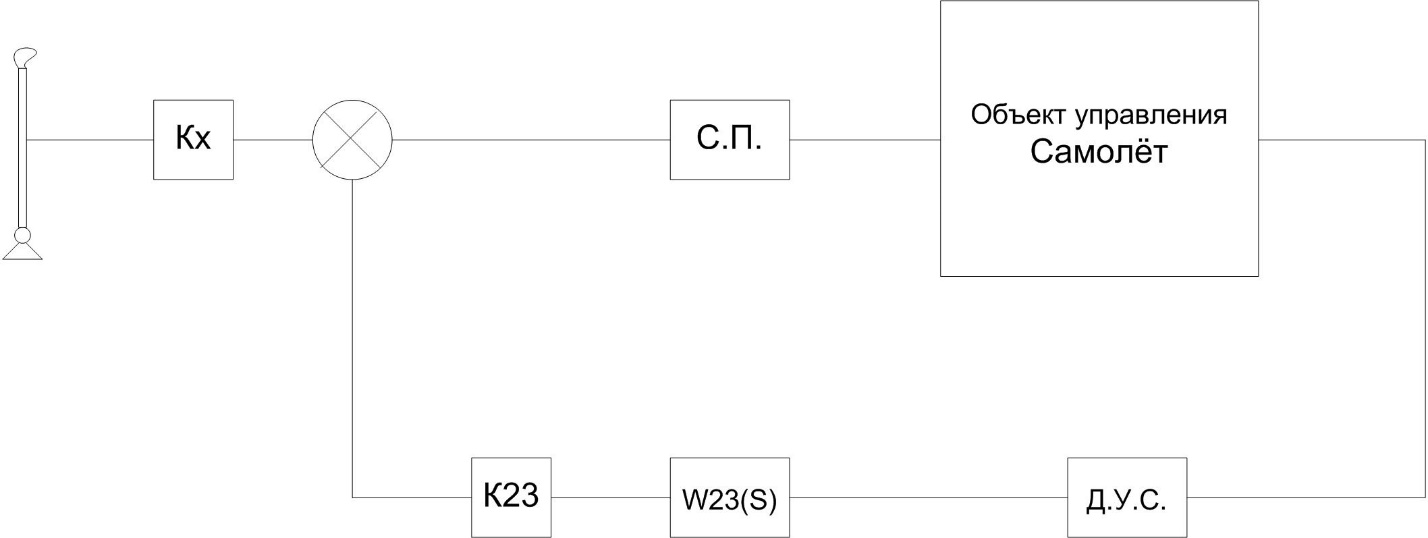 Кх
С.П.
Объект управления
Самолёт
К23
W23(S)
Д.У.С.